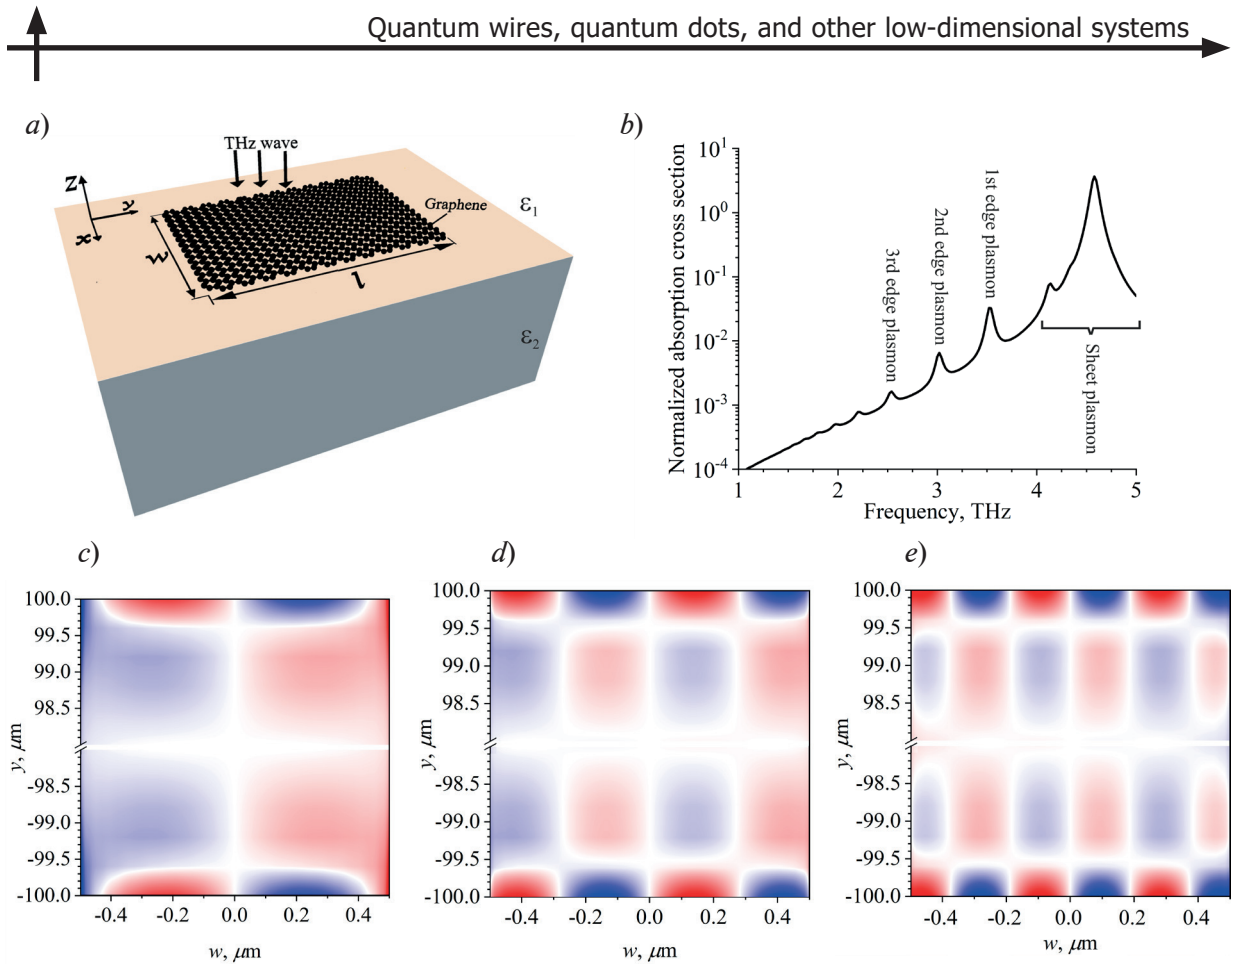 Quantum wires, quantum dots, and other low-dimensional systems
a)
THz wave
z
y
x
Graphene
w
l
ε1
ε2
b)
Normalized absorption cross section
10^1
10^0
10^-1
10^-2
10^-3
10^-4
3rd edge plasmon
2nd edge plasmon
1st edge plasmon
Sheet plasmon
1 2 3 4 5
Frequency, THz
c)
y, μm
100.0
99.5
99.0
98.5
-98.5
-99.0
-99.5
-100.0
-0.4 -0.2 0.0 0.2 0.4
w, μm
d)
y, μm
100.0
99.5
99.0
98.5
-98.5
-99.0
-99.5
-100.0
-0.4 -0.2 0.0 0.2 0.4
w, μm
e)
y, μm
100.0
99.5
99.0
98.5
-98.5
-99.0
-99.5
-100.0
-0.4 -0.2 0.0 0.2 0.4
w, μm